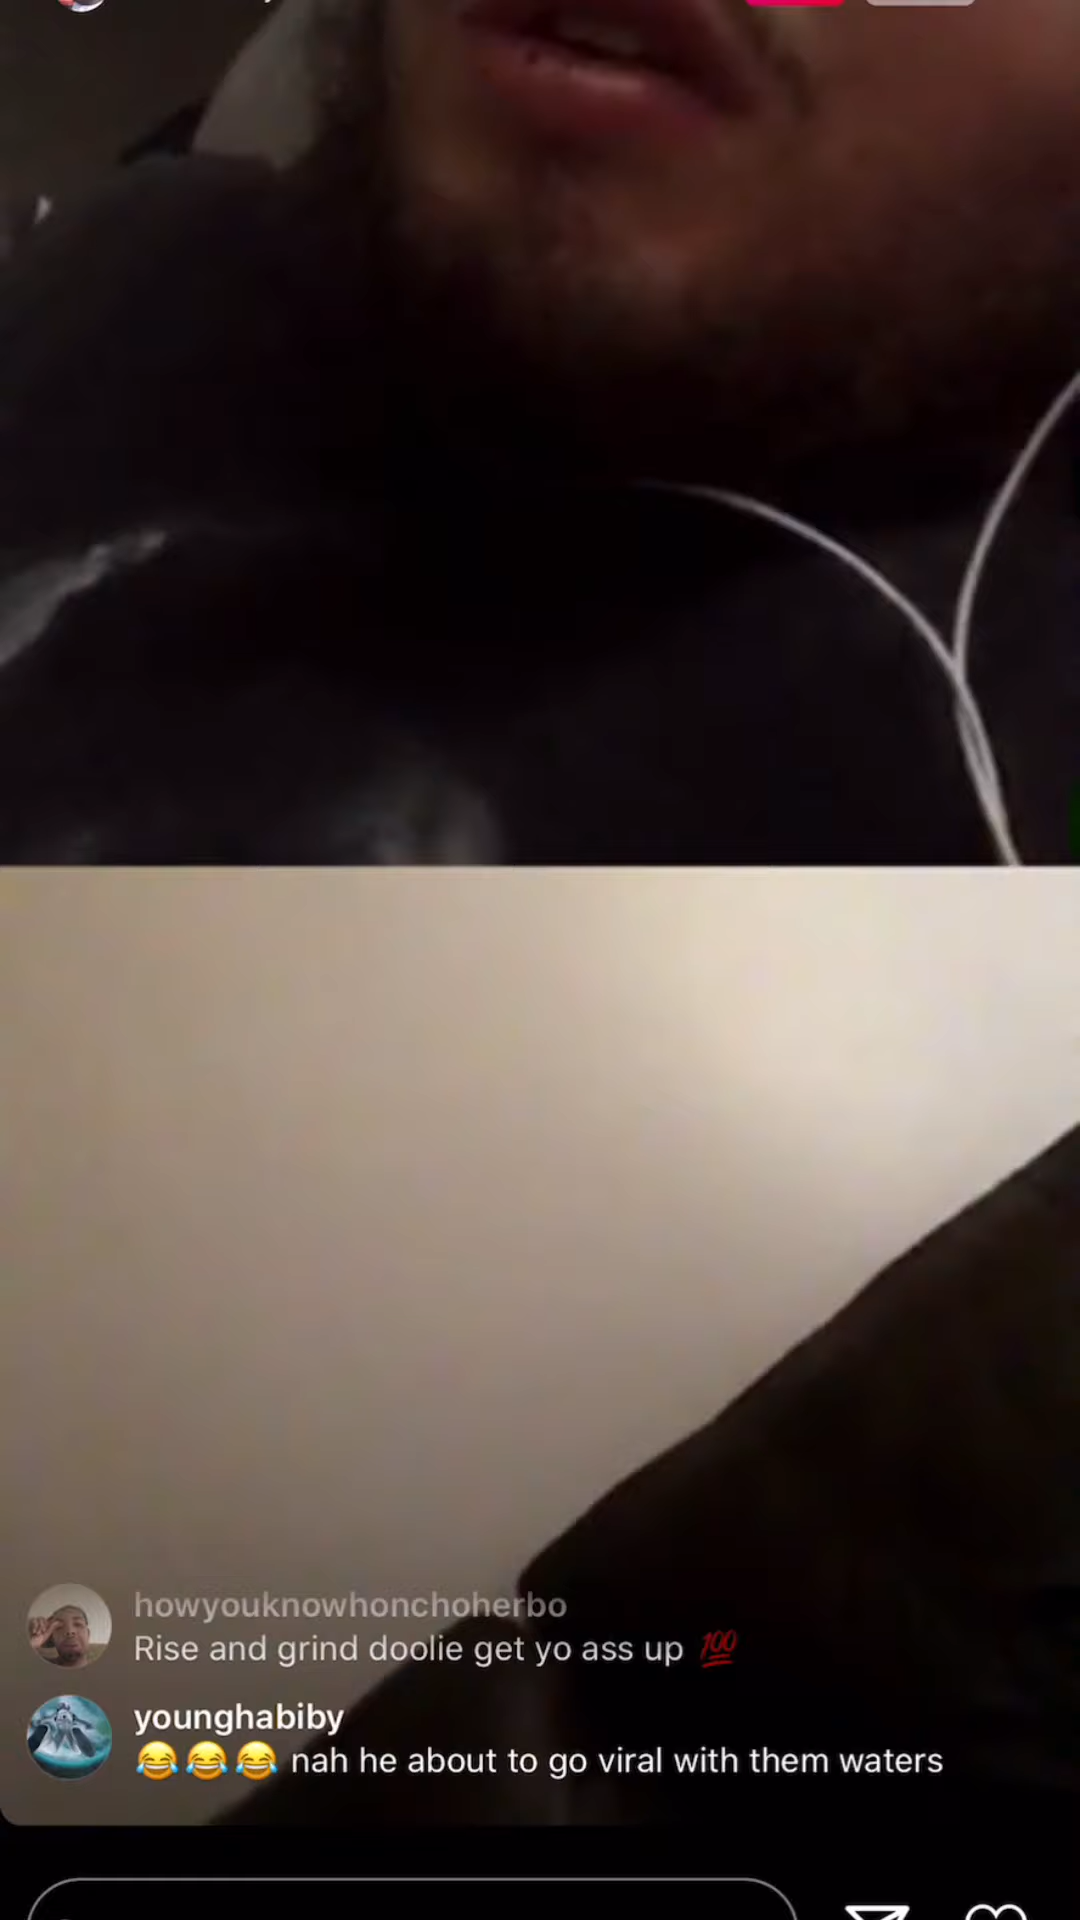 howyouknowhonchoherbo
Rise and grind doolie get yo ass up 💯
younghabiby
😂😂😂 nah he about to go viral with them waters